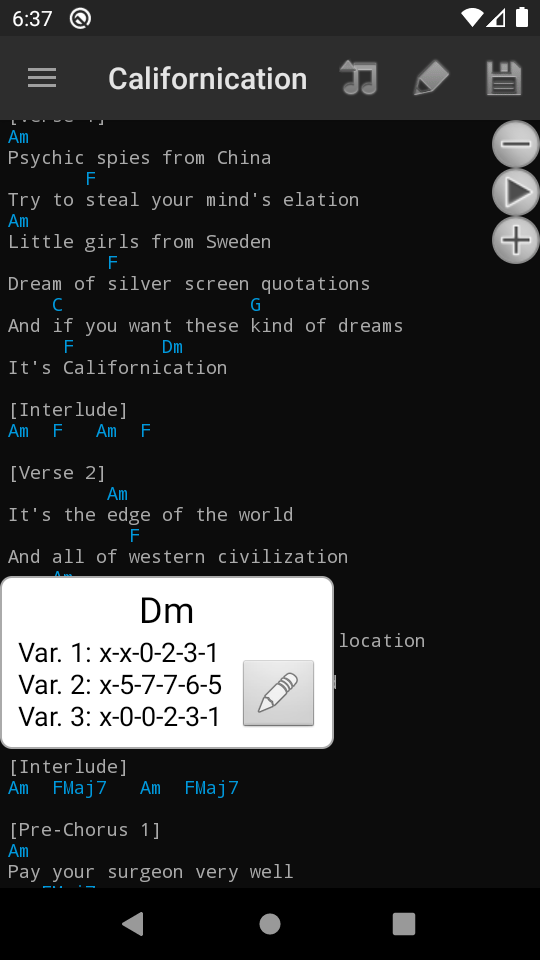 6:37
Californication
[Verse 1]
Am
Psychic spies from China
F
Try to steal your mind's elation
Am
Little girls from Sweden
F
Dream of silver screen quotations
C G
And if you want these kind of dreams
F Dm
It's Californication
[Interlude]
Am F Am F
[Verse 2]
Am
It's the edge of the world
F
And all of western civilization
Am
Dm
Var. 1: x-x-0-2-3-1
Var. 2: x-5-7-7-6-5
Var. 3: x-0-0-2-3-1
location
[Interlude]
Am FMaj7 Am FMaj7
[Pre-Chorus 1]
Am
Pay your surgeon very well
FMaj7